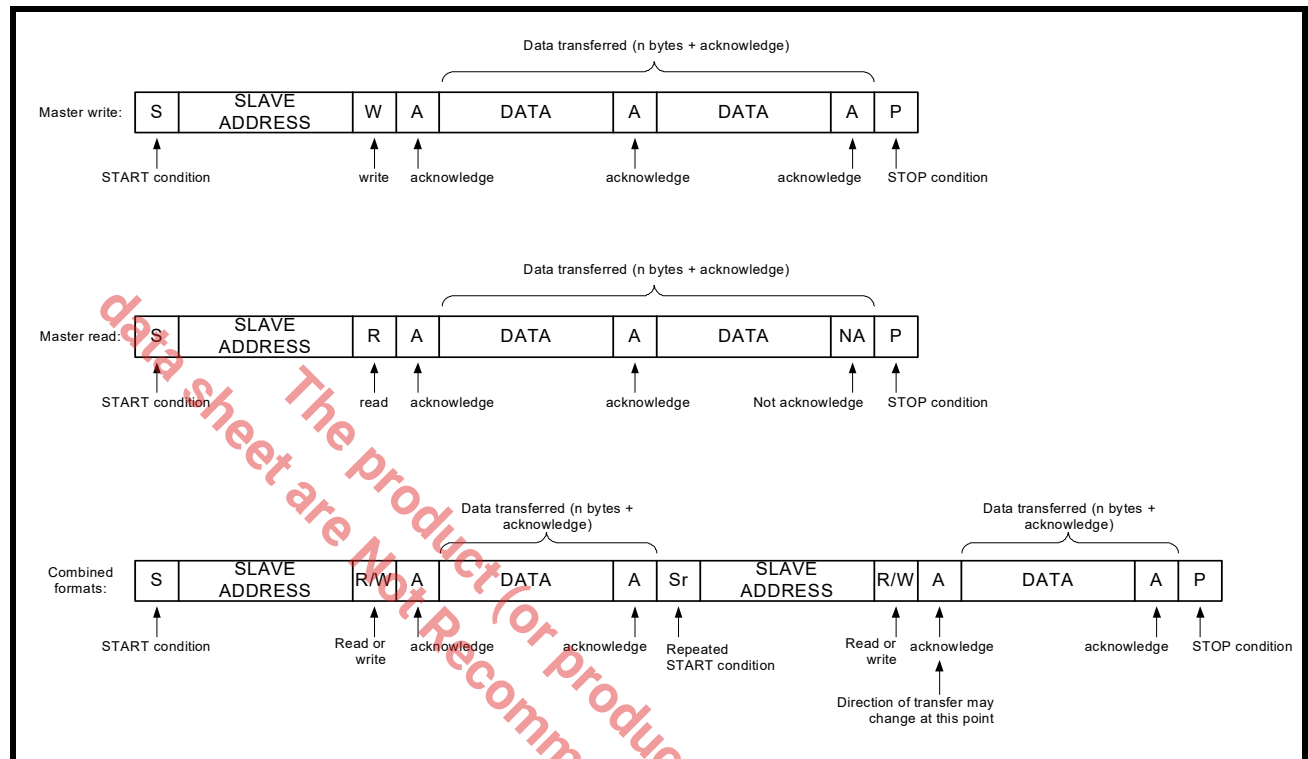 Data transferred (n bytes + acknowledge)
Master write: S SLAVE ADDRESS W A DATA A DATA A P
START condition write acknowledge acknowledge acknowledge STOP condition
Data transferred (n bytes + acknowledge)
Master read: S SLAVE ADDRESS R A DATA A DATA NA P
START condition read acknowledge acknowledge Not acknowledge STOP condition
Data transferred (n bytes +
acknowledge)
Data transferred (n bytes +
acknowledge)
Combined
formats:
S SLAVE ADDRESS R/W A DATA A Sr SLAVE ADDRESS R/W A DATA A P
START condition
Read or
write
acknowledge
acknowledge
Repeated
START condition
Read or
write
acknowledge
acknowledge
STOP condition
Direction of transfer may
change at this point
The product (or produc
data sheet are Not Recomm